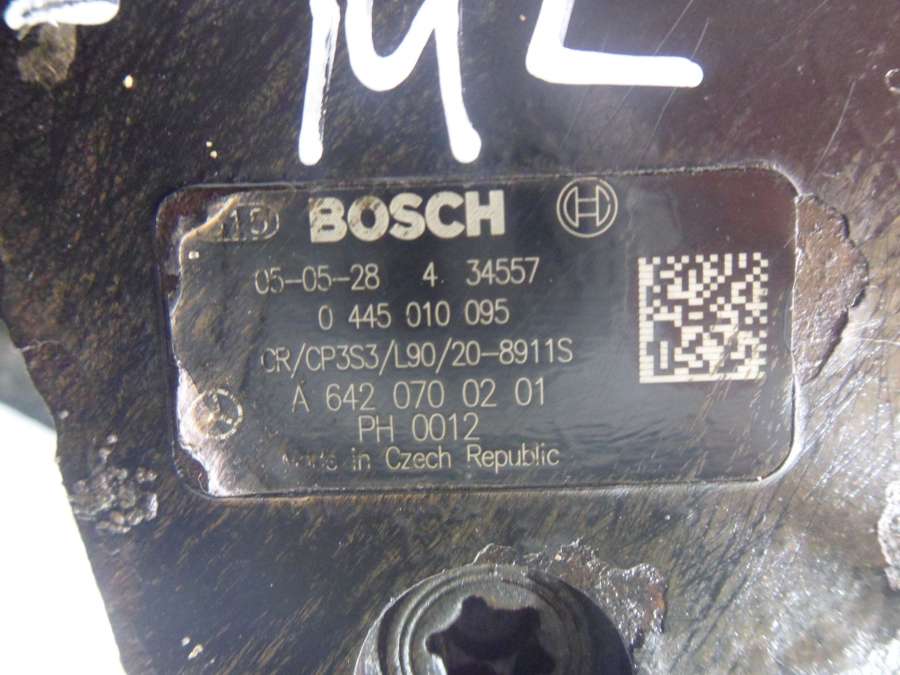 ML
BOSCH
05-05-28 4 34557
0 445 010 095
CR/CP3S3/L90/20-8911S
A 642 070 02 01
PH 0012
Made in Czech Republic